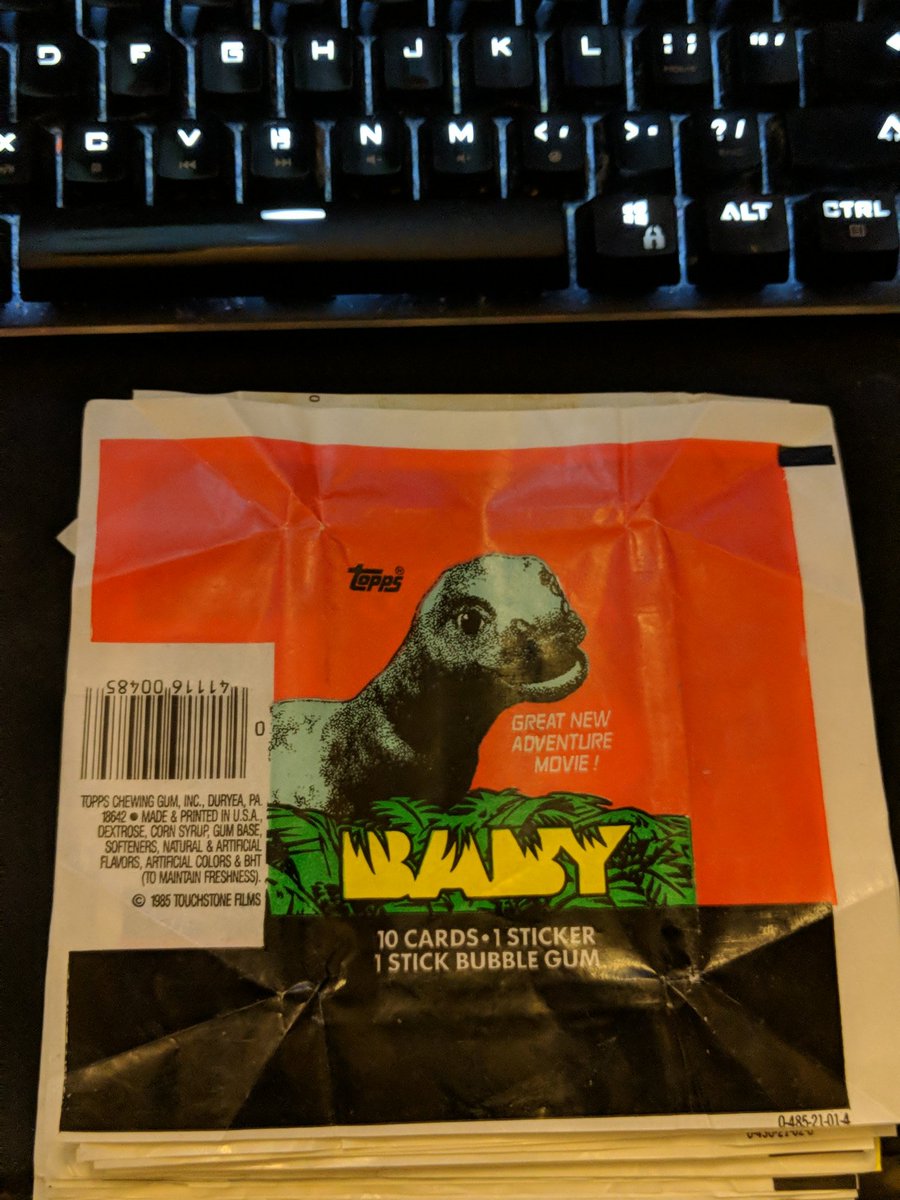 D F G H J K L : ; " '
X C V B N M < , > . ? /
ALT CTRL
0
topps®
41116 00485
0
GREAT NEW
ADVENTURE
MOVIE!
TOPPS CHEWING GUM, INC., DURYEA, PA.
18642 • MADE & PRINTED IN U.S.A.,
DEXTROSE, CORN SYRUP, GUM BASE,
SOFTENERS, NATURAL & ARTIFICIAL
FLAVORS, ARTIFICIAL COLORS & BHT
(TO MAINTAIN FRESHNESS).
© 1985 TOUCHSTONE FILMS
BABY
10 CARDS • 1 STICKER
1 STICK BUBBLE GUM
0-485-21-01-4